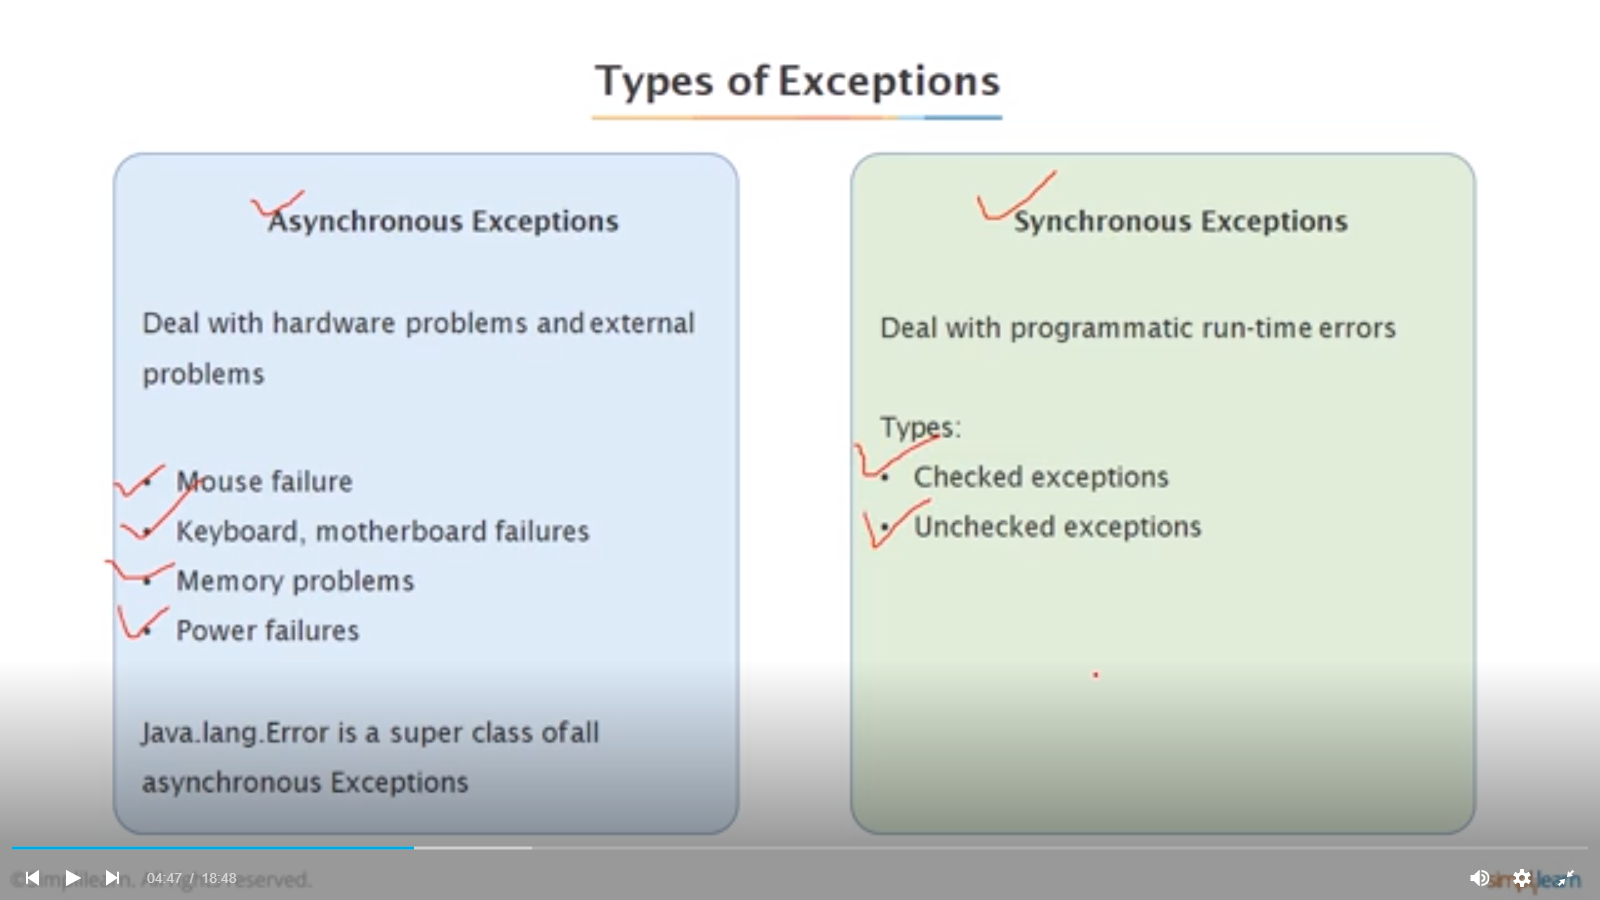 Types of Exceptions
Asynchronous Exceptions
Deal with hardware problems and external
problems
• Mouse failure
• Keyboard, motherboard failures
• Memory problems
• Power failures
Java.lang.Error is a super class of all
asynchronous Exceptions
Synchronous Exceptions
Deal with programmatic run-time errors
Types:
• Checked exceptions
• Unchecked exceptions
04:47 / 18:48
reserved.
simplilearn